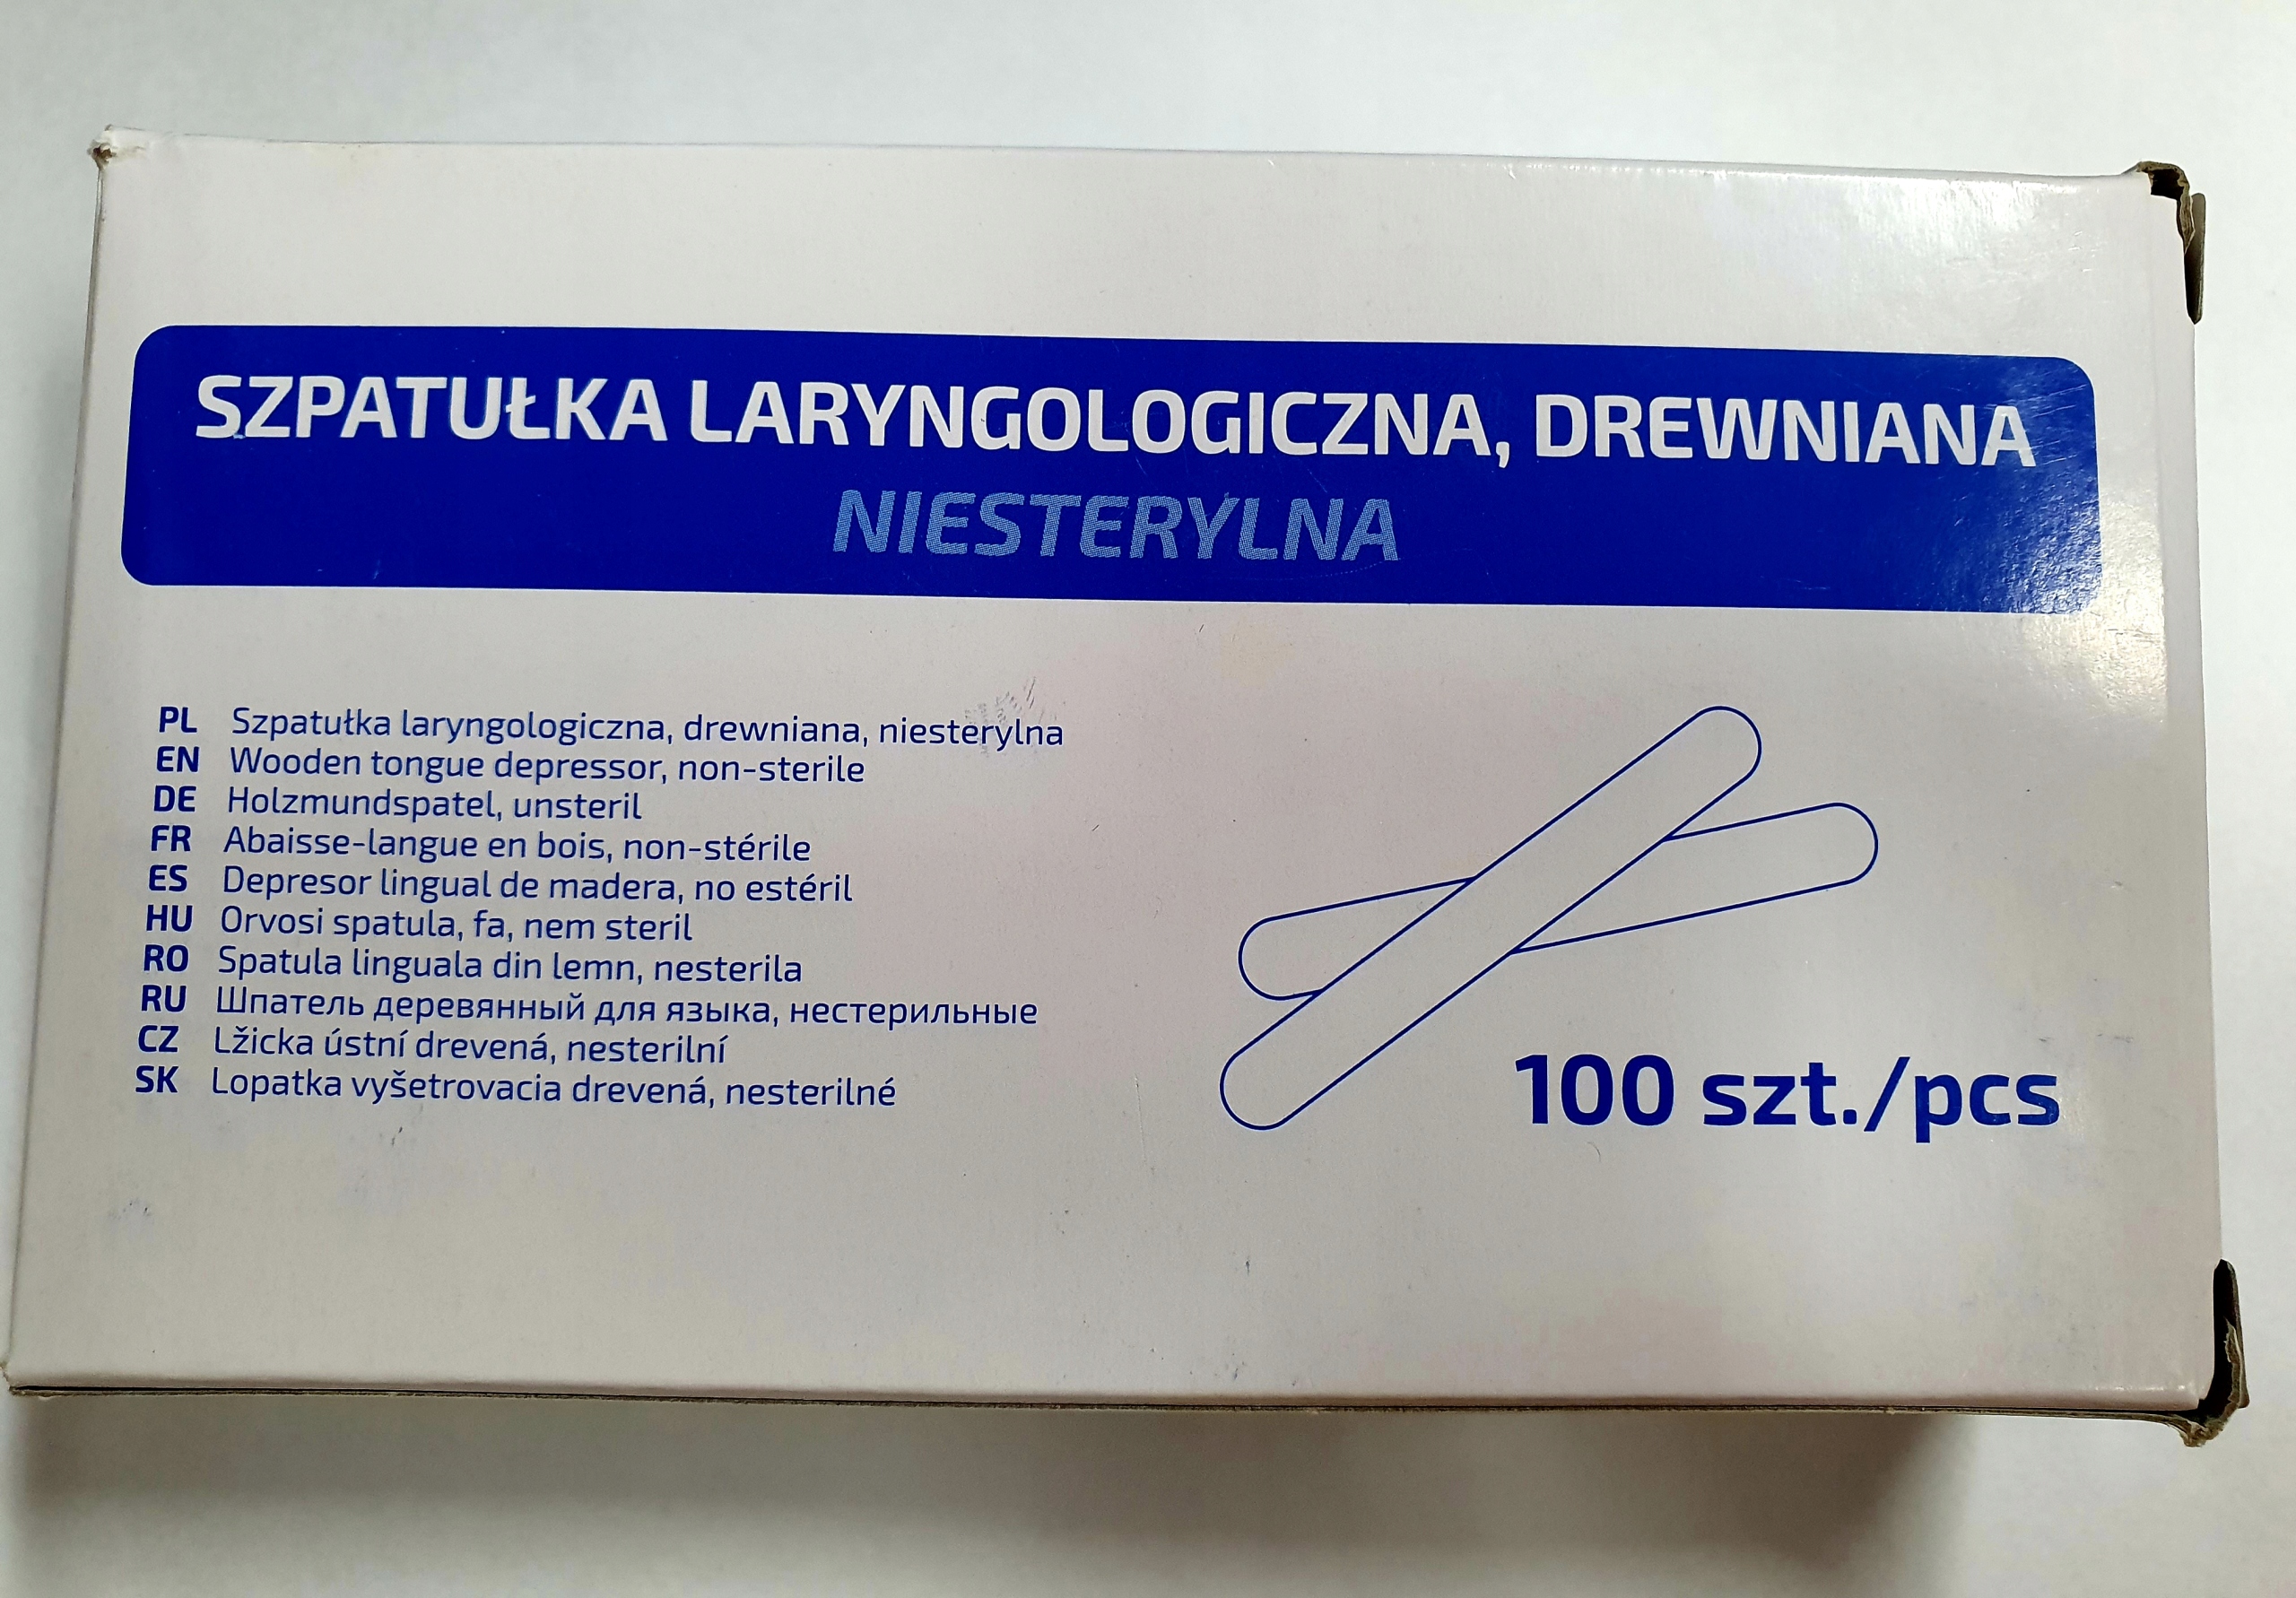 SZPATUŁKA LARYNGOLOGICZNA, DREWNIANA
NIESTERYLNA
PL Szpatułka laryngologiczna, drewniana, niesterylna
EN Wooden tongue depressor, non-sterile
DE Holzmundspatel, unsteril
FR Abaisse-langue en bois, non-stérile
ES Depresor lingual de madera, no estéril
HU Orvosi spatula, fa, nem steril
RO Spatula linguala din lemn, nesterila
RU Шпатель деревянный для языка, нестерильные
CZ Lžicka ústní drevená, nesterilní
SK Lopatka vyšetrovacia drevená, nesterilné
100 szt./pcs